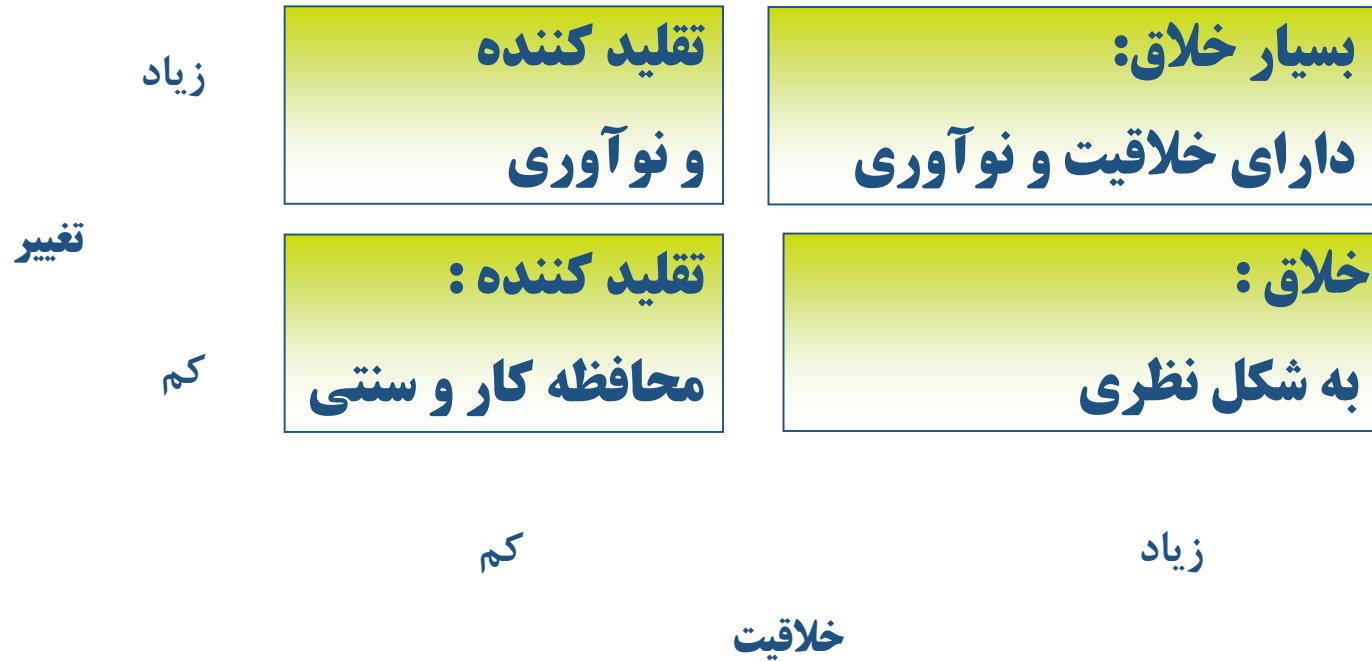 بسیار خلاق:
دارای خلاقیت و نوآوری
تقلید کننده
و نوآوری
زیاد
تغییر
خلاق :
به شکل نظری
تقلید کننده :
محافظه کار و سنتی
کم
زیاد
کم
خلاقیت